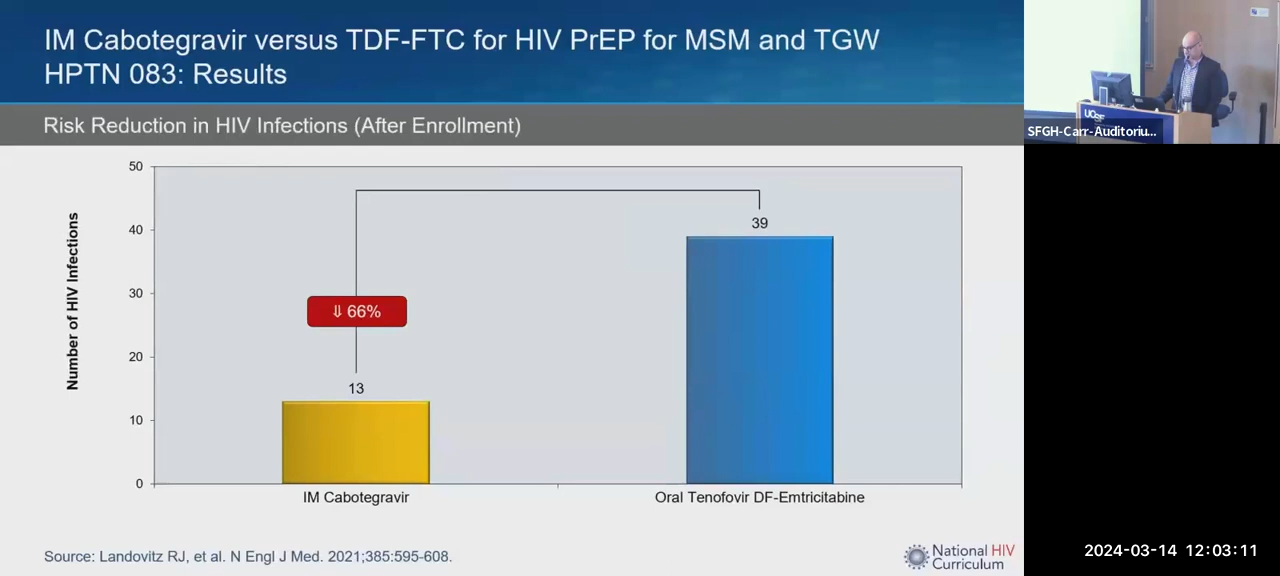 IM Cabotegravir versus TDF-FTC for HIV PrEP for MSM and TGW
HPTN 083: Results
Risk Reduction in HIV Infections (After Enrollment)
Number of HIV Infections
50
40
30
20
10
0
39
⇓ 66%
13
IM Cabotegravir
Oral Tenofovir DF-Emtricitabine
Source: Landovitz RJ, et al. N Engl J Med. 2021;385:595-608.
National HIV
Curriculum
UCSF
SFGH-Carr-Auditoriu...
2024-03-14 12:03:11